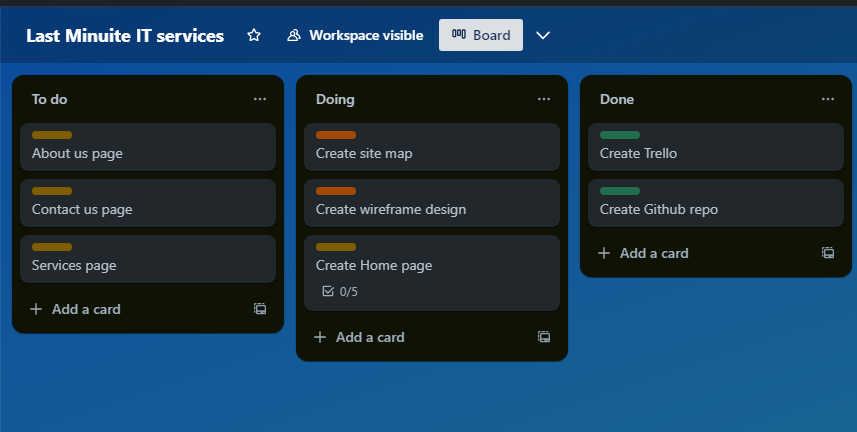 Last Minuite IT services
Workspace visible
Board
To do
About us page
Contact us page
Services page
Add a card
Doing
Create site map
Create wireframe design
Create Home page
0/5
Add a card
Done
Create Trello
Create Github repo
Add a card